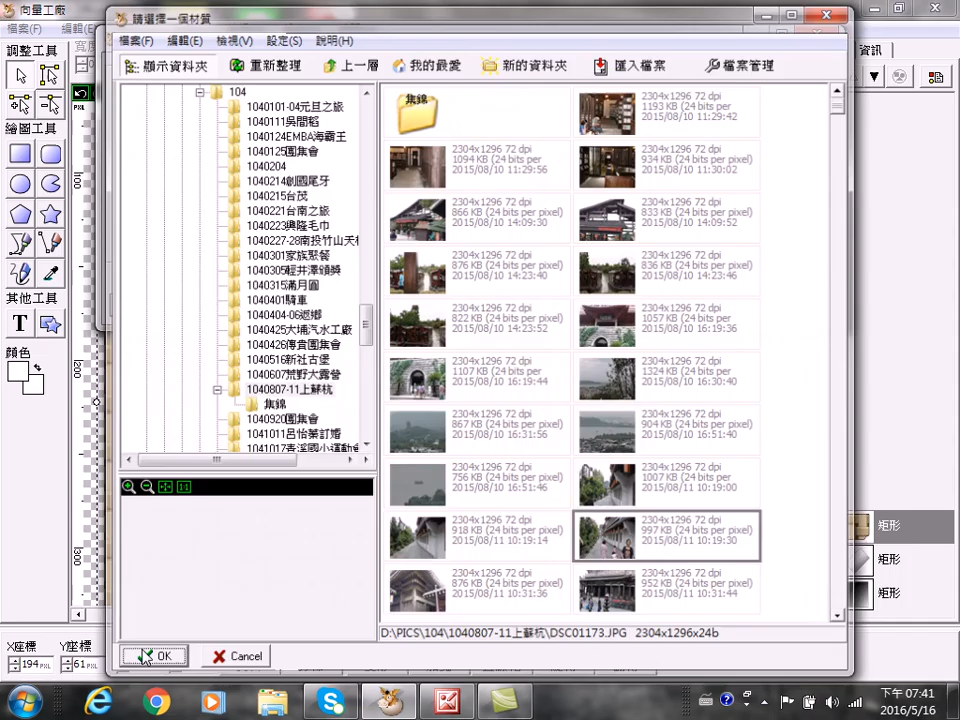 向量工廠
請選擇一個材質
檔案(F)
編輯(E)
檢視(V)
設定(S)
說明(H)
顯示資料夾
重新整理
上一層
我的最愛
新的資料夾
匯入檔案
檔案管理
檔案(F)
調整工具
繪圖工具
其他工具
顏色
X座標
Y座標
194 PXL
61 PXL
PXL
100
200
資訊
104
1040101-04元旦之旅
1040124EMBA海霸王
1040125團集會
1040204
1040214創國尾牙
1040215台茂
1040221台南之旅
1040223興隆毛巾
1040227-28南投竹山天
1040301家族聚餐
1040305輕井澤頒獎
1040315滿月圓
1040401騎車
1040404-06返鄉
1040425大埔汽水工廠
1040426傳貴團集會
1040516新社古堡
1040607荒野大露營
1040807-11上蘇杭
集錦
1040920團集會
1041011呂怡蓁訂婚
1041017青溪國小運動會
集錦
2304x1296 72 dpi
1193 KB (24 bits per pixel)
2015/08/10 11:29:42
2304x1296 72 dpi
1094 KB (24 bits per
2015/08/10 11:29:56
2304x1296 72 dpi
934 KB (24 bits per pixel)
2015/08/10 11:30:02
2304x1296 72 dpi
866 KB (24 bits per pixel)
2015/08/10 14:09:30
2304x1296 72 dpi
833 KB (24 bits per pixel)
2015/08/10 14:09:52
2304x1296 72 dpi
876 KB (24 bits per pixel)
2015/08/10 14:23:40
2304x1296 72 dpi
836 KB (24 bits per pixel)
2015/08/10 14:23:46
2304x1296 72 dpi
822 KB (24 bits per pixel)
2015/08/10 14:23:52
2304x1296 72 dpi
1057 KB (24 bits per pixel)
2015/08/10 16:19:36
2304x1296 72 dpi
1107 KB (24 bits per
2015/08/10 16:19:44
2304x1296 72 dpi
1324 KB (24 bits per pixel)
2015/08/10 16:30:40
2304x1296 72 dpi
867 KB (24 bits per pixel)
2015/08/10 16:31:56
2304x1296 72 dpi
904 KB (24 bits per pixel)
2015/08/10 16:51:40
2304x1296 72 dpi
756 KB (24 bits per pixel)
2015/08/10 16:51:46
2304x1296 72 dpi
1007 KB (24 bits per pixel)
2015/08/11 10:19:00
2304x1296 72 dpi
918 KB (24 bits per pixel)
2015/08/11 10:19:14
2304x1296 72 dpi
997 KB (24 bits per pixel)
2015/08/11 10:19:30
2304x1296 72 dpi
876 KB (24 bits per pixel)
2015/08/11 10:31:36
2304x1296 72 dpi
952 KB (24 bits per pixel)
2015/08/11 10:31:44
D:\PICS\104\1040807-11上蘇杭\DSC01173.JPG 2304x1296x24b
OK
Cancel
矩形
矩形
矩形
下午 07:41
2016/5/16